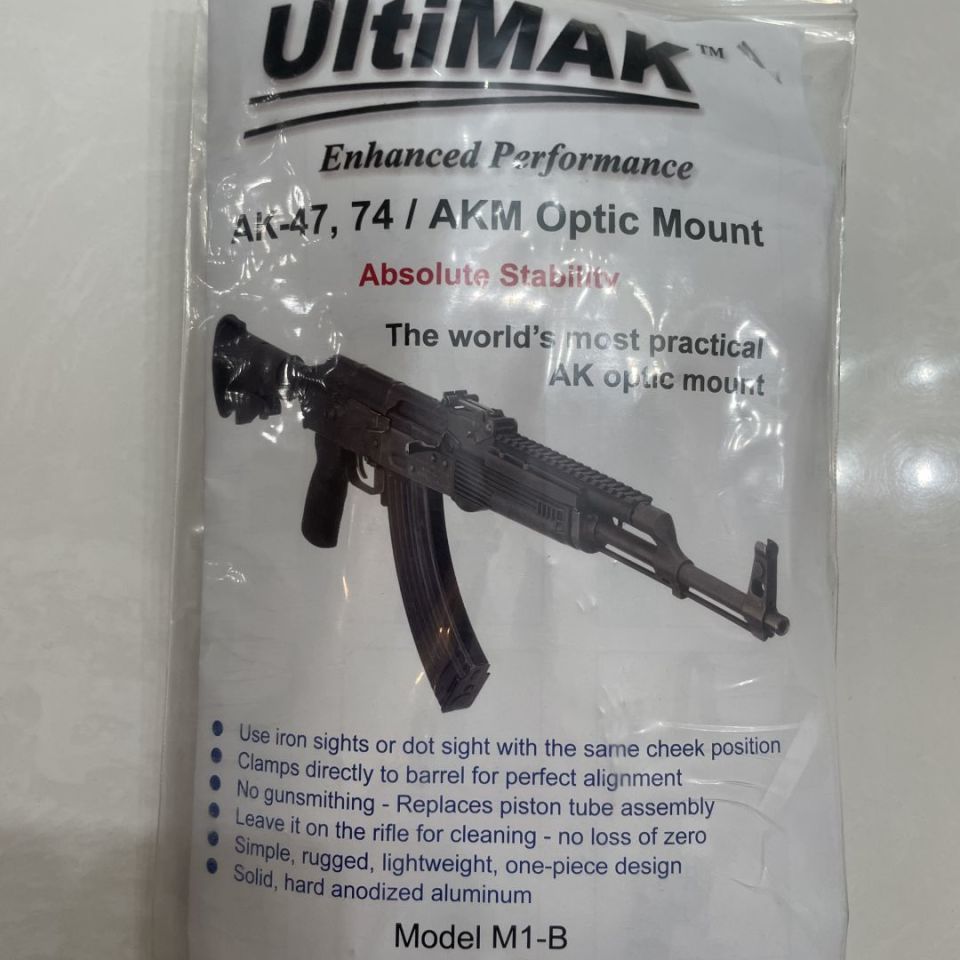 UltiMAK™
Enhanced Performance
AK-47, 74 / AKM Optic Mount
Absolute Stability
The world's most practical
AK optic mount
Use iron sights or dot sight with the same cheek position
Clamps directly to barrel for perfect alignment
No gunsmithing - Replaces piston tube assembly
Leave it on the rifle for cleaning - no loss of zero
Simple, rugged, lightweight, one-piece design
Solid, hard anodized aluminum
Model M1-B